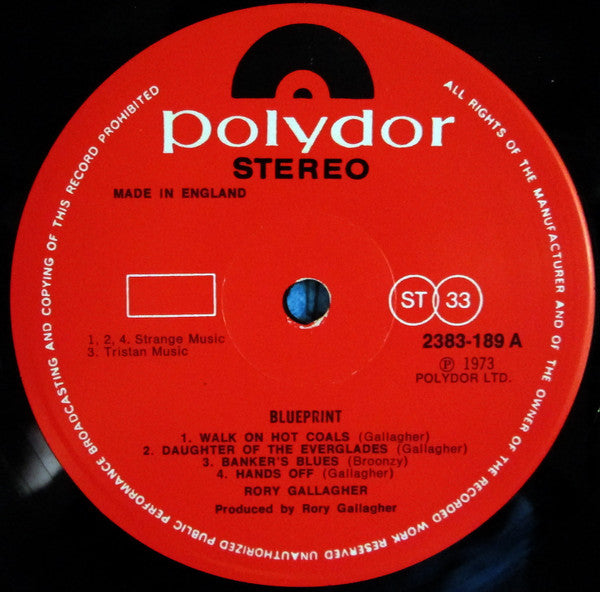 polydor
STEREO
MADE IN ENGLAND
ST 33
1, 2, 4. Strange Music
3. Tristan Music
2383-189 A
Ⓟ 1973
POLYDOR LTD.
BLUEPRINT
1. WALK ON HOT COALS (Gallagher)
2. DAUGHTER OF THE EVERGLADES (Gallagher)
3. BANKER'S BLUES (Broonzy)
4. HANDS OFF (Gallagher)
RORY GALLAGHER
Produced by Rory Gallagher
ALL RIGHTS OF THE MANUFACTURER AND OF THE OWNER OF THE RECORDED WORK RESERVED UNAUTHORIZED PUBLIC PERFORMANCE BROADCASTING AND COPYING OF THIS RECORD PROHIBITED